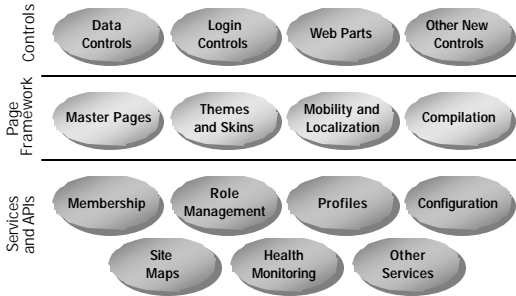 Controls
Data
Controls
Login
Controls
Web Parts
Other New
Controls
Page
Framework
Master Pages
Themes
and Skins
Mobility and
Localization
Compilation
Services
and APIs
Membership
Role
Management
Profiles
Configuration
Site
Maps
Health
Monitoring
Other
Services